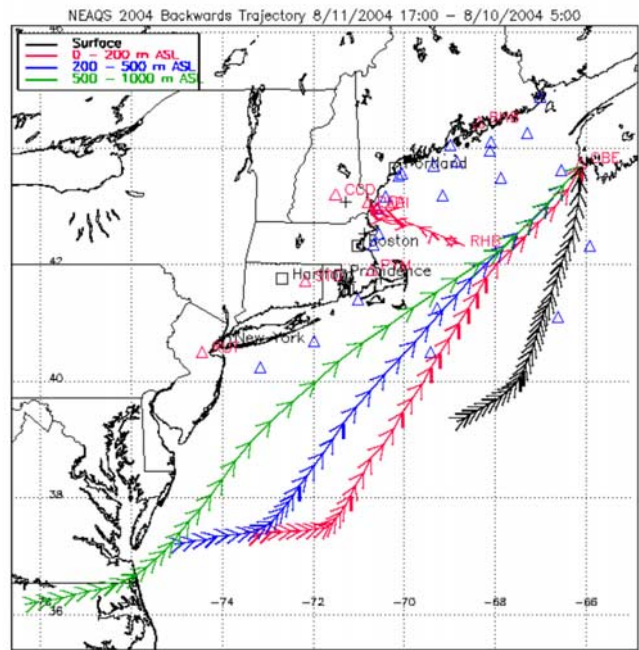 NEAQS 2004 Backwards Trajectory 8/11/2004 17:00 - 8/10/2004 5:00
Surface
0 - 200 m ASL
200 - 500 m ASL
500 - 1000 m ASL
Portland
CCD
RHB
Boston
42
Providence
New York
40
38
36
-74
-72
-70
-68
-66